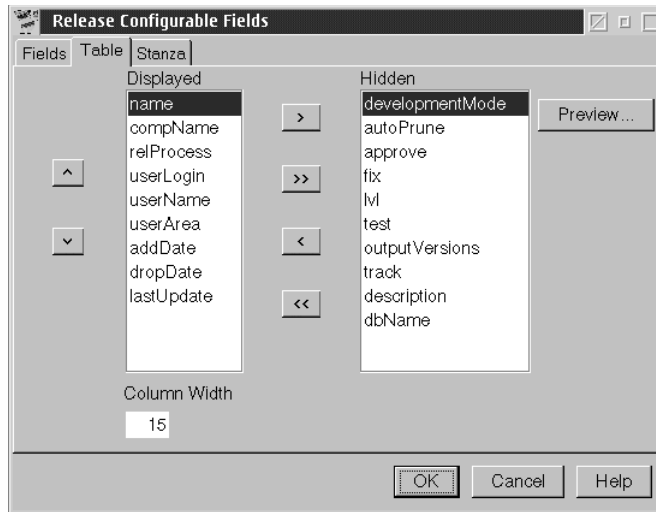 Release Configurable Fields
Fields Table Stanza
Displayed
name
compName
relProcess
userLogin
userName
userArea
addDate
dropDate
lastUpdate
Column Width
15
^
v
>
>>
<
<<
Hidden
developmentMode
autoPrune
approve
fix
lvl
test
outputVersions
track
description
dbName
Preview...
OK Cancel Help